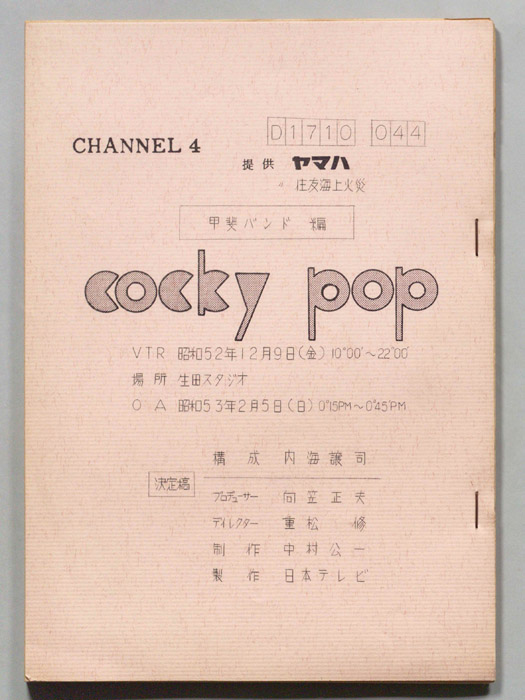 D1710 044
CHANNEL 4
提供 ヤマハ
〃 住友海上火災
甲斐バンド 編
cocky pop
VTR 昭和52年12月9日(金) 10°00′~22°00′
場所 生田スタジオ
O A 昭和53年2月5日(日) 0°15′PM~0°45′PM
構成 内海譲司
決定稿
プロデューサー 向笠正夫
ディレクター 重松 修
制作 中村公一
製作 日本テレビ